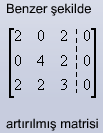 Benzer şekilde
2 0 2 0
0 4 2 0
2 2 3 0
artırılmış matrisi